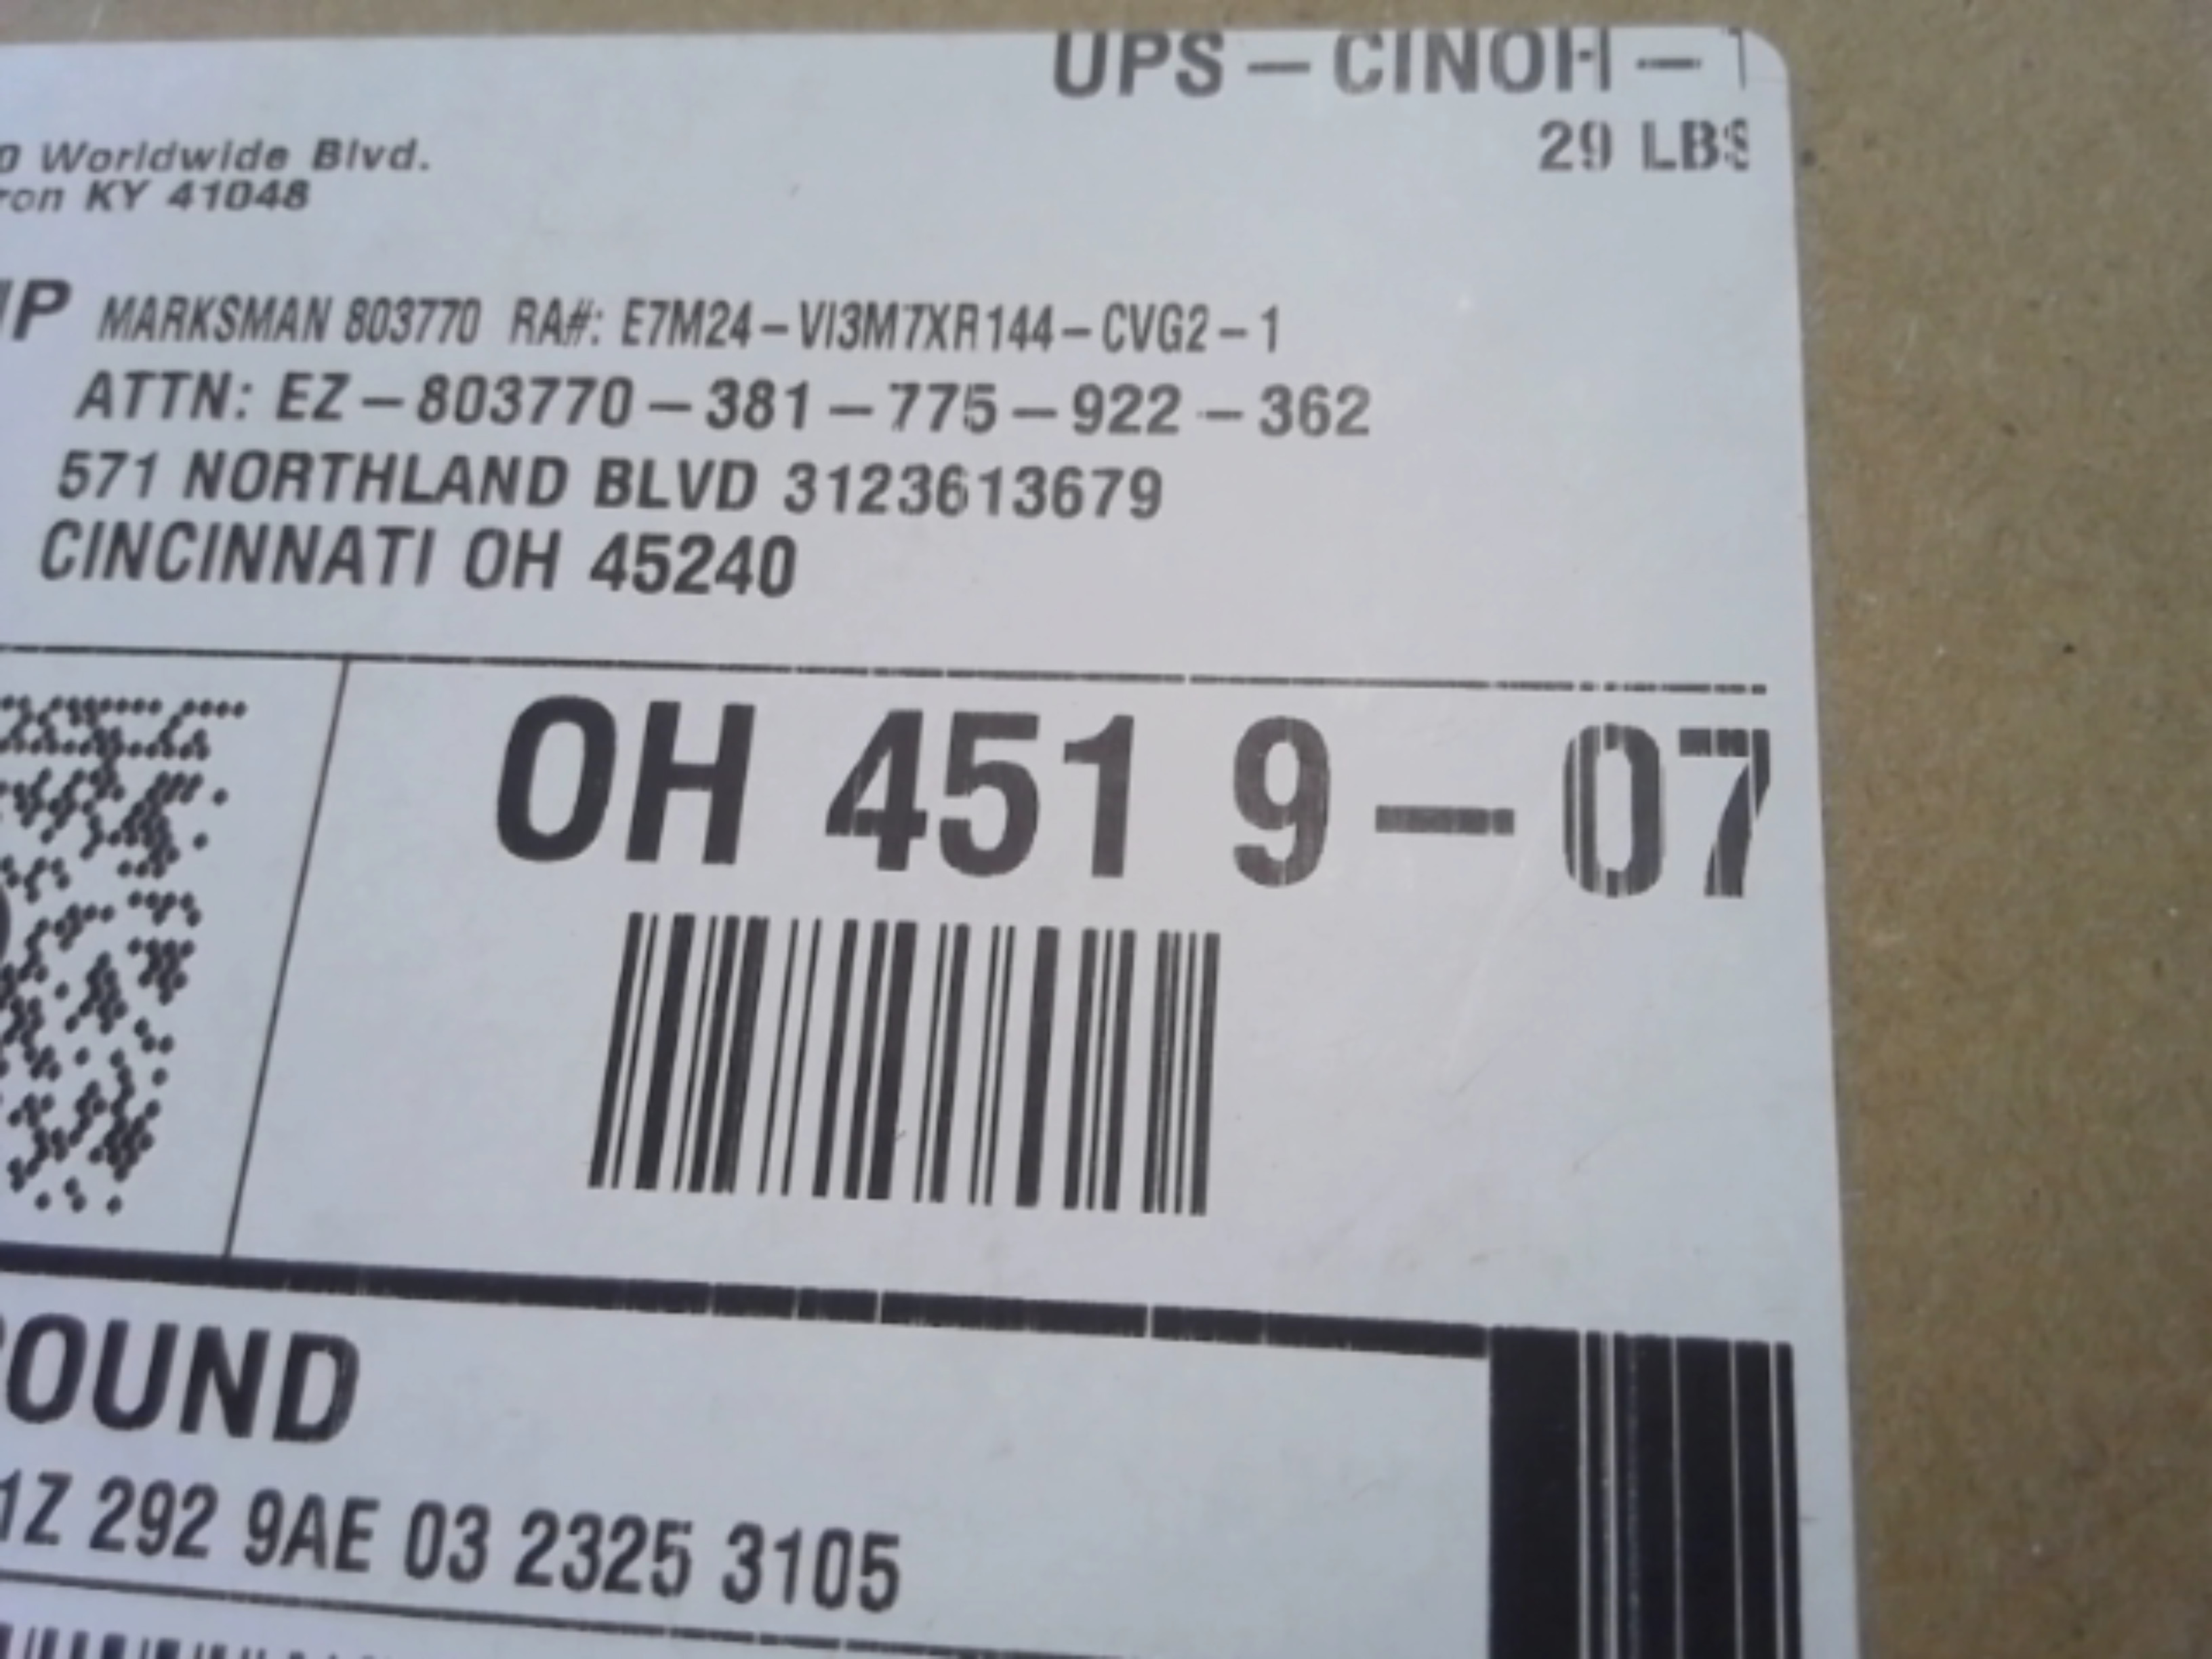 UPS – CINOH –
29 LBS
Worldwide Blvd.
KY 41048
MARKSMAN 803770 RA#: E7M24–VI3M7XR144–CVG2–1
ATTN: EZ–803770–381–775–922–362
571 NORTHLAND BLVD 3123613679
CINCINNATI OH 45240
OH 451 9–07
OUND
1Z 292 9AE 03 2325 3105